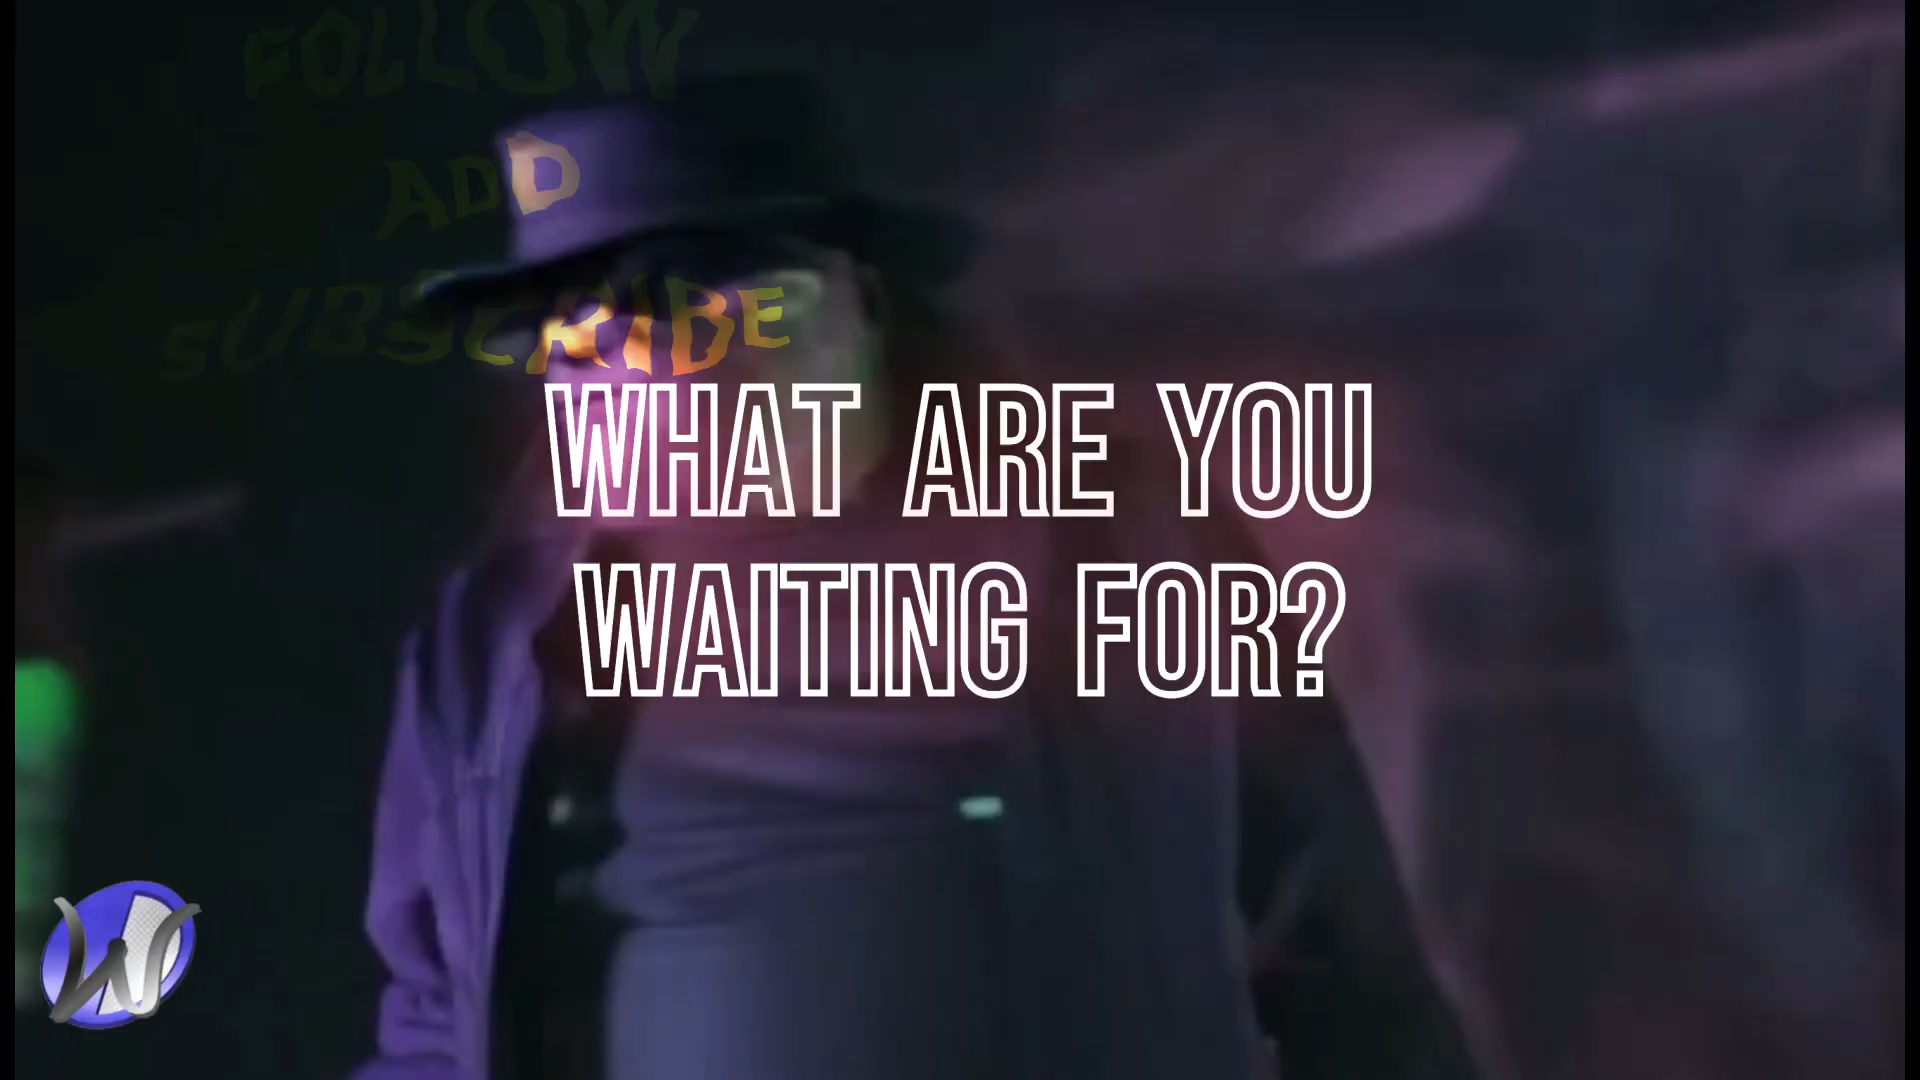 FOLLOW
ADD
SUBSCRIBE
WHAT ARE YOU
WAITING FOR?
W